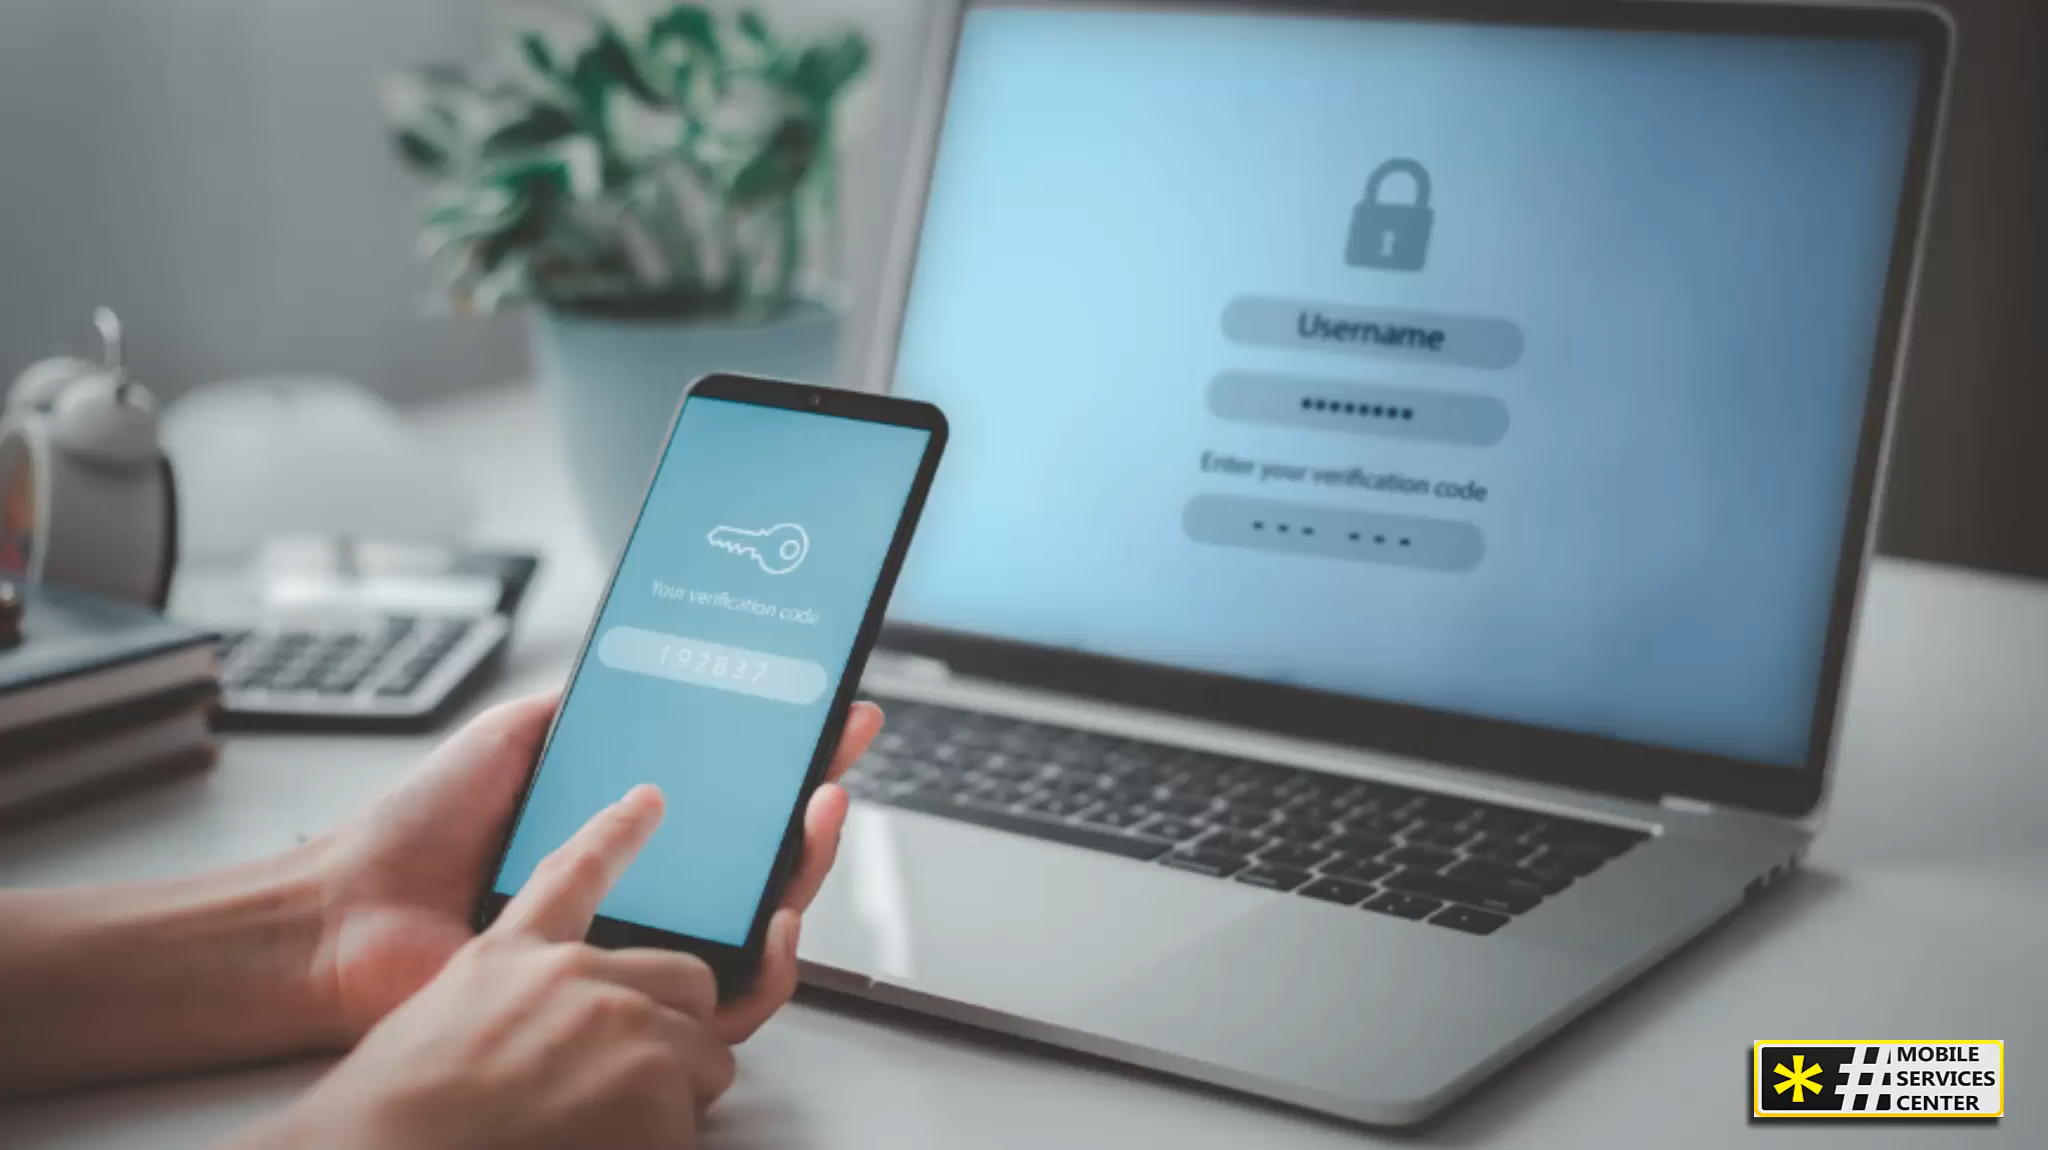 Username
••••••••
Enter your verification code
--- ---
Your verification code
192837
*# MOBILE
SERVICES
CENTER